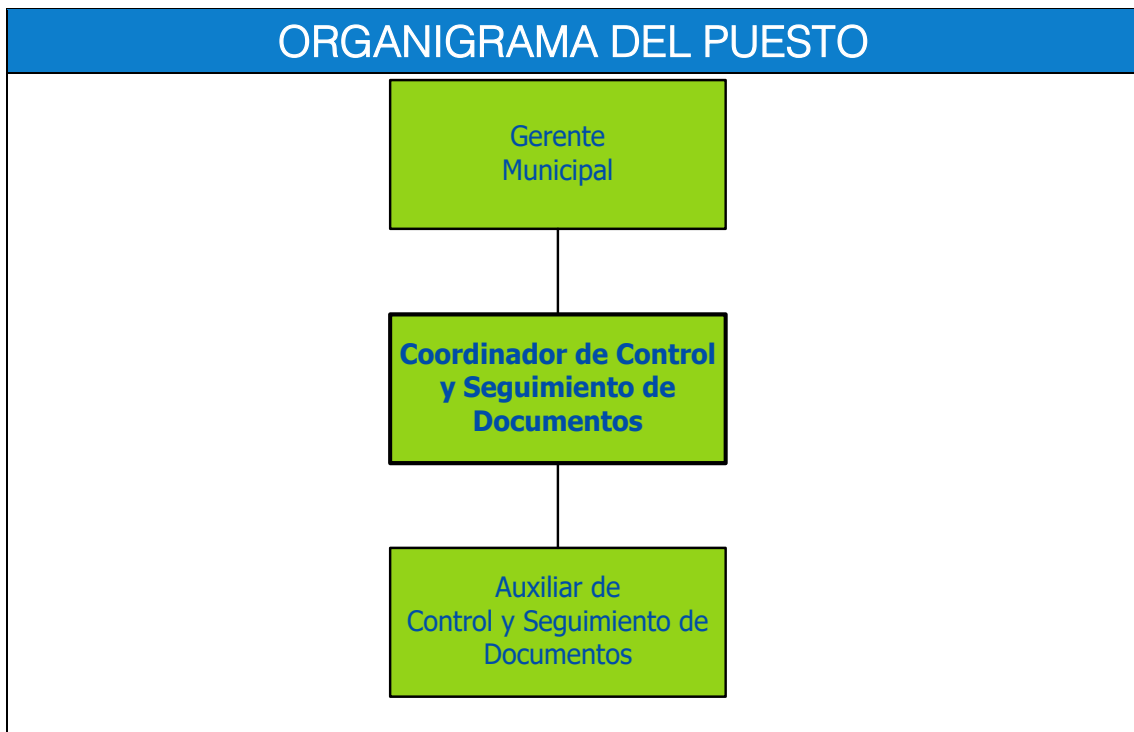 ORGANIGRAMA DEL PUESTO
Gerente
Municipal
Coordinador de Control
y Seguimiento de
Documentos
Auxiliar de
Control y Seguimiento de
Documentos